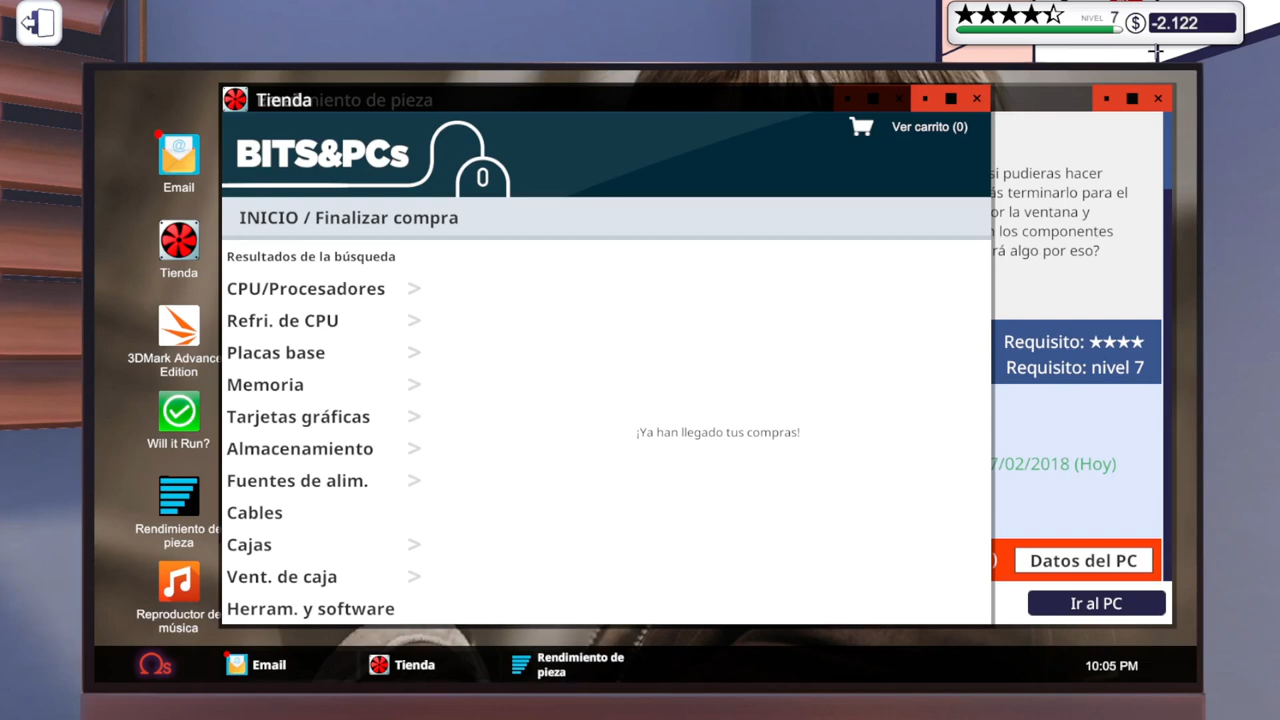 NIVEL 7
$ -2.122
Tienda
Rendimiento de pieza
BITS&PCs
Ver carrito (0)
INICIO / Finalizar compra
Resultados de la búsqueda
CPU/Procesadores >
Refri. de CPU >
Placas base >
Memoria >
Tarjetas gráficas >
Almacenamiento >
Fuentes de alim. >
Cables
Cajas >
Vent. de caja >
Herram. y software
¡Ya han llegado tus compras!
si pudieras hacer
ás terminarlo para el
or la ventana y
n los componentes
rá algo por eso?
Requisito: ★★★★
Requisito: nivel 7
7/02/2018 (Hoy)
) Datos del PC
Ir al PC
Email
Tienda
3DMark Advance
Edition
Will it Run?
Rendimiento de
pieza
Reproductor de
música
Ωs
Email
Tienda
Rendimiento de
pieza
10:05 PM